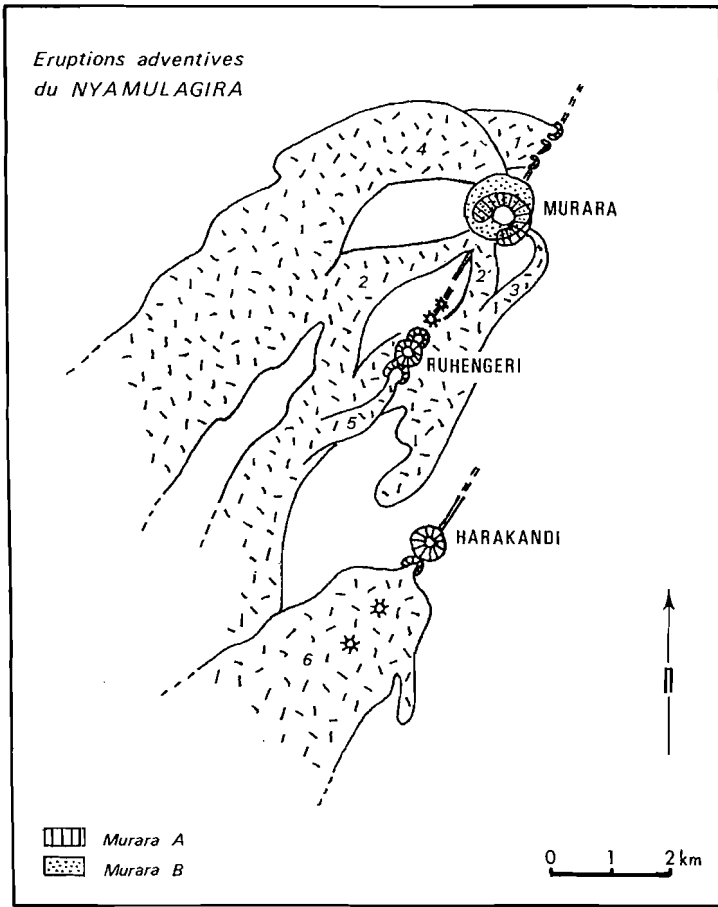 Eruptions adventives
du NYAMULAGIRA
1
4
MURARA
2
2
3
RUHENGERI
5
HARAKANDI
6
Murara A
Murara B
0 1 2 km